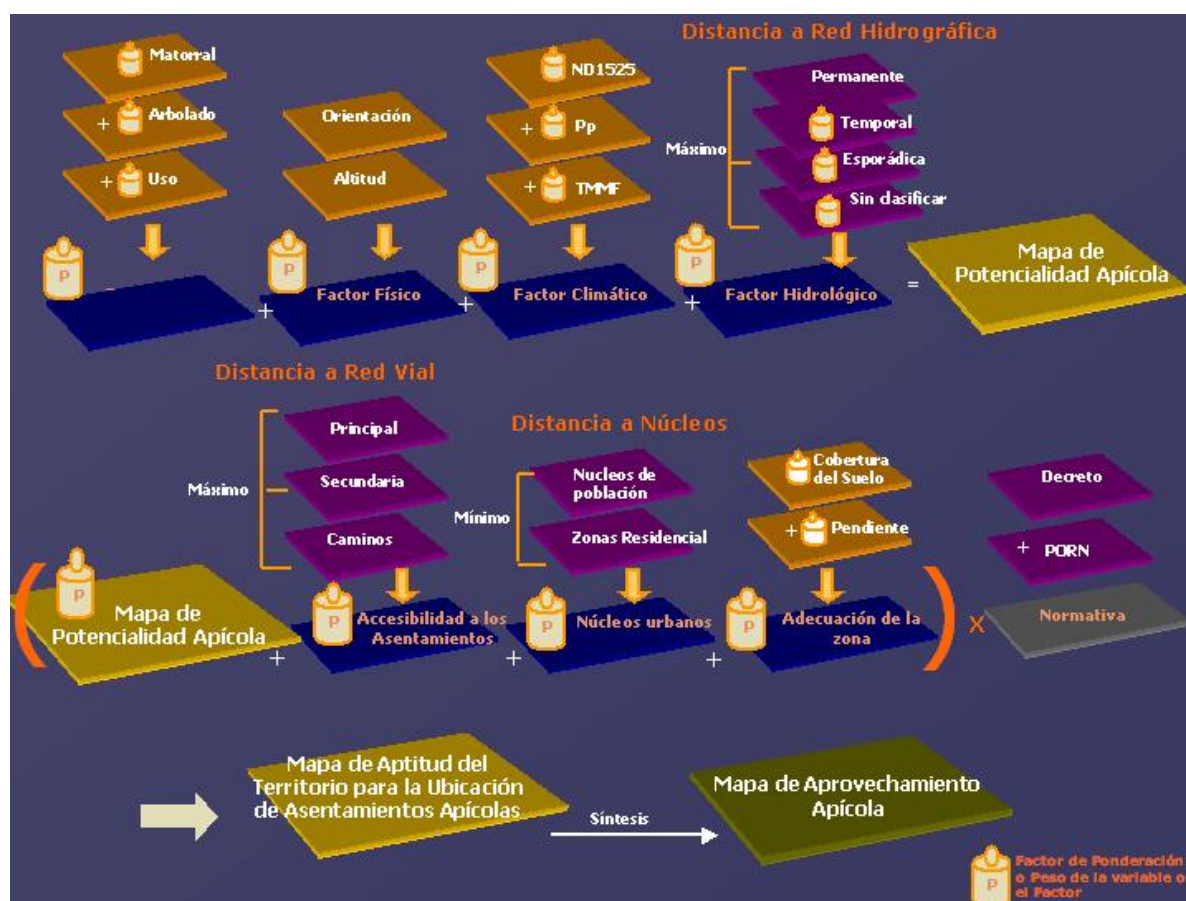 Distancia a Red Hidrográfica
Matorral
+ Arbolado
+ Uso
Orientación
Altitud
ND1525
+ Pp
+ TMMF
Máximo
Permanente
Temporal
Esporádica
Sin clasificar
P
P
P
P
+
Factor Físico
+
Factor Climático
+
Factor Hidrológico
=
Mapa de
Potencialidad Apícola
Distancia a Red Vial
Máximo
Principal
Secundaria
Caminos
Distancia a Núcleos
Mínimo
Nucleos de
población
Zonas Residencial
Cobertura
del Suelo
+ Pendiente
Decreto
+ PORN
(
P
Mapa de
Potencialidad Apícola
+
P
Accesibilidad a los
Asentamientos
+
P
Núcleos urbanos
+
P
Adecuación de la
zona
)
X
Normativa
Mapa de Aptitud del
Territorio para la Ubicación
de Asentamientos Apícolas
Síntesis
Mapa de Aprovechamiento
Apícola
P
Factor de Ponderación
o Peso de la variable o
el Factor